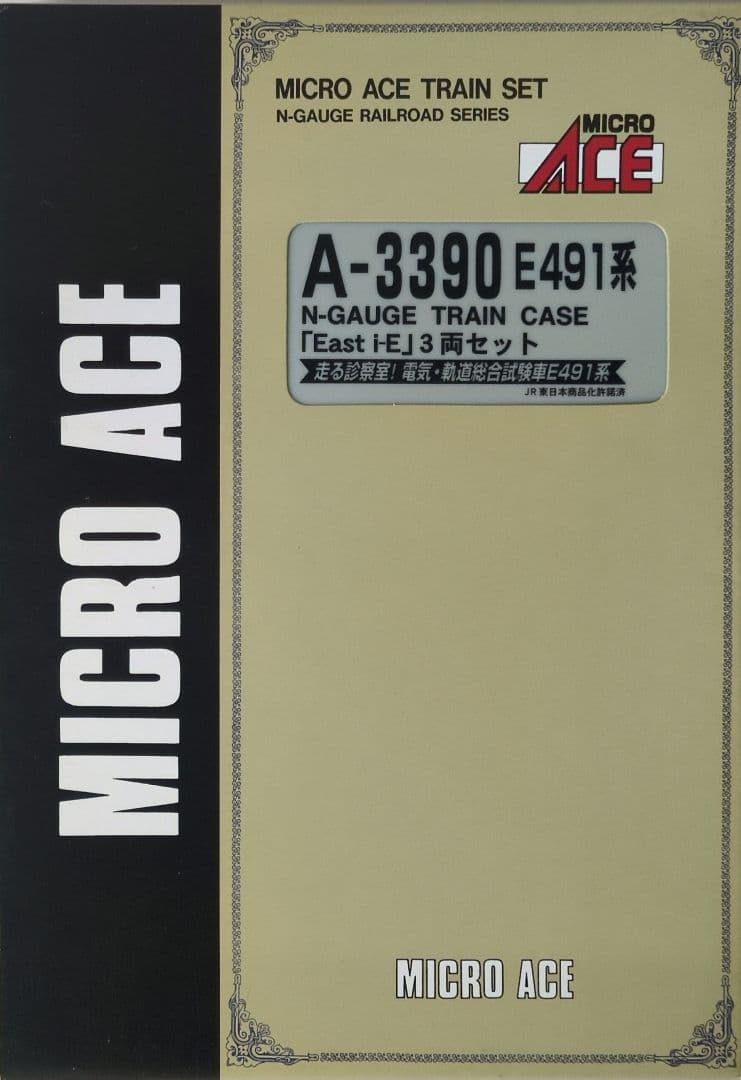 MICRO ACE
MICRO ACE TRAIN SET
N-GAUGE RAILROAD SERIES
MICRO
ACE
A-3390 E491系
N-GAUGE TRAIN CASE
「East i-E」3両セット
走る診察室!電気・軌道総合試験車E491系
JR東日本商品化許諾済
MICRO ACE